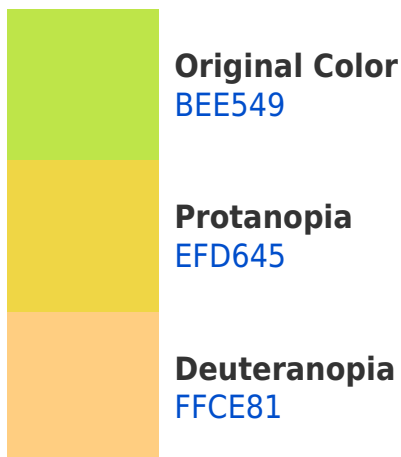 Original Color
BEE549
Protanopia
EFD645
Deuteranopia
FFCE81